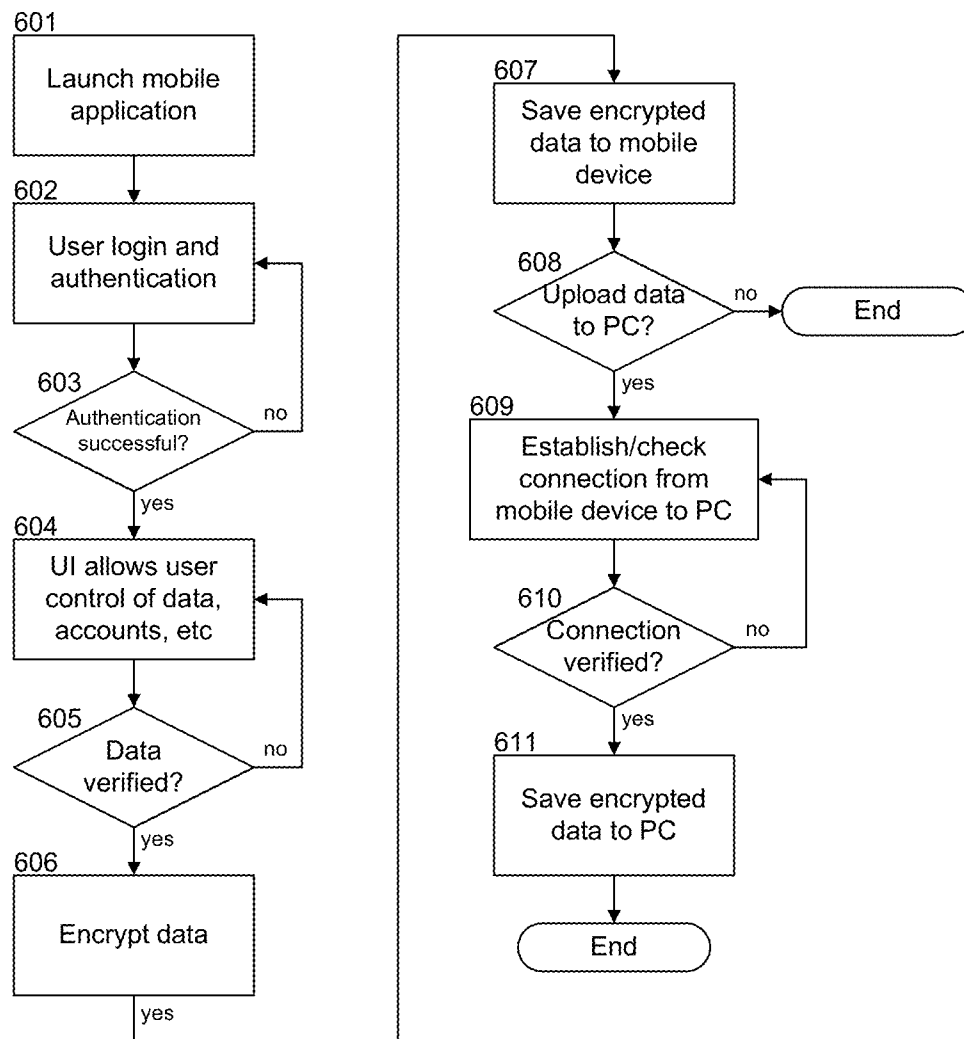 601
Launch mobile
application
602
User login and
authentication
603
Authentication
successful?
no
yes
604
UI allows user
control of data,
accounts, etc
605
Data
verified?
no
yes
606
Encrypt data
yes
607
Save encrypted
data to mobile
device
608
Upload data
to PC?
no
End
yes
609
Establish/check
connection from
mobile device to PC
610
Connection
verified?
no
yes
611
Save encrypted
data to PC
End